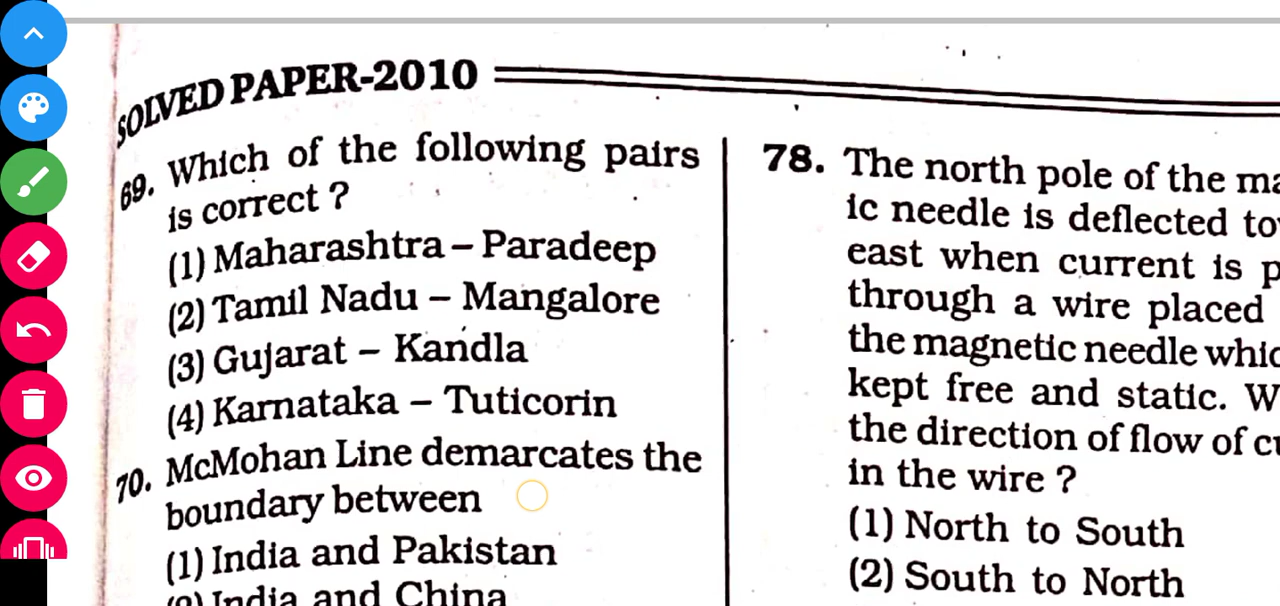 SOLVED PAPER-2010
69. Which of the following pairs
is correct ?
(1) Maharashtra – Paradeep
(2) Tamil Nadu – Mangalore
(3) Gujarat – Kandla
(4) Karnataka – Tuticorin
70. McMohan Line demarcates the
boundary between
(1) India and Pakistan
India and China
78. The north pole of the
ic needle is deflected
east when current is
through a wire placed
the magnetic needle
kept free and static.
the direction of flow of
in the wire ?
(1) North to South
(2) South to North